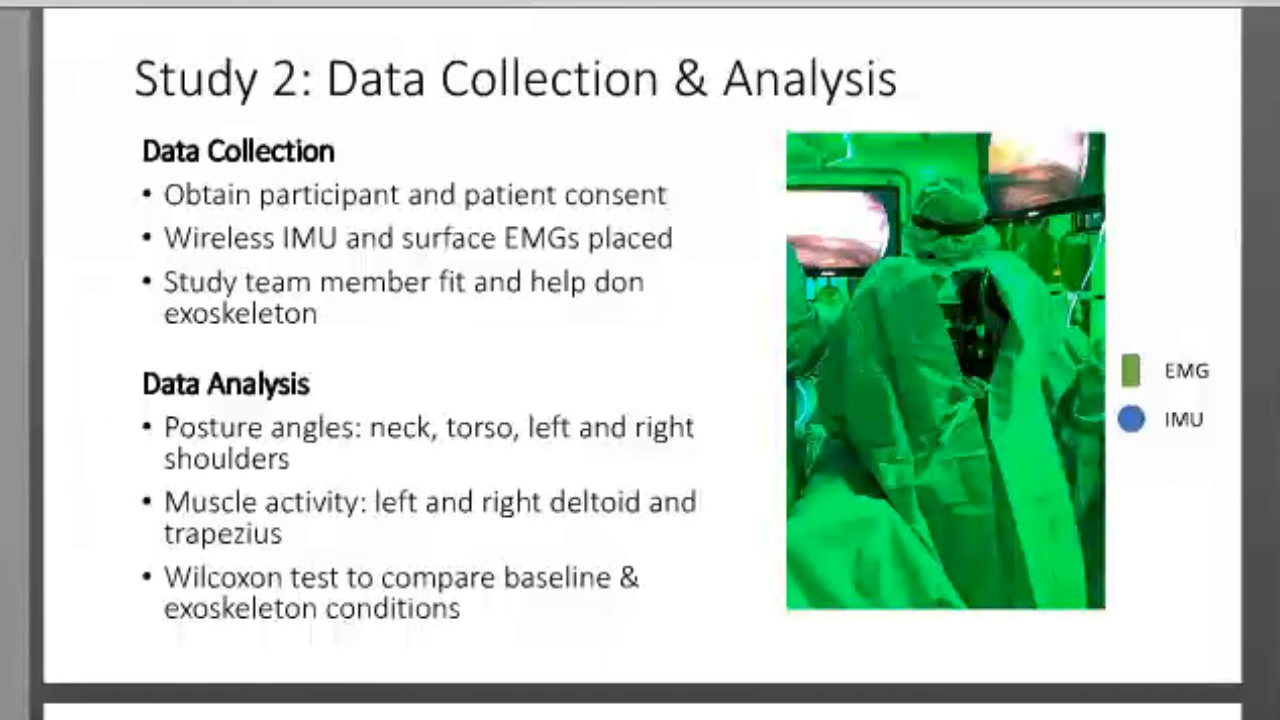 Study 2: Data Collection & Analysis
Data Collection
• Obtain participant and patient consent
• Wireless IMU and surface EMGs placed
• Study team member fit and help don
exoskeleton
Data Analysis
• Posture angles: neck, torso, left and right
shoulders
• Muscle activity: left and right deltoid and
trapezius
• Wilcoxon test to compare baseline &
exoskeleton conditions
EMG
IMU